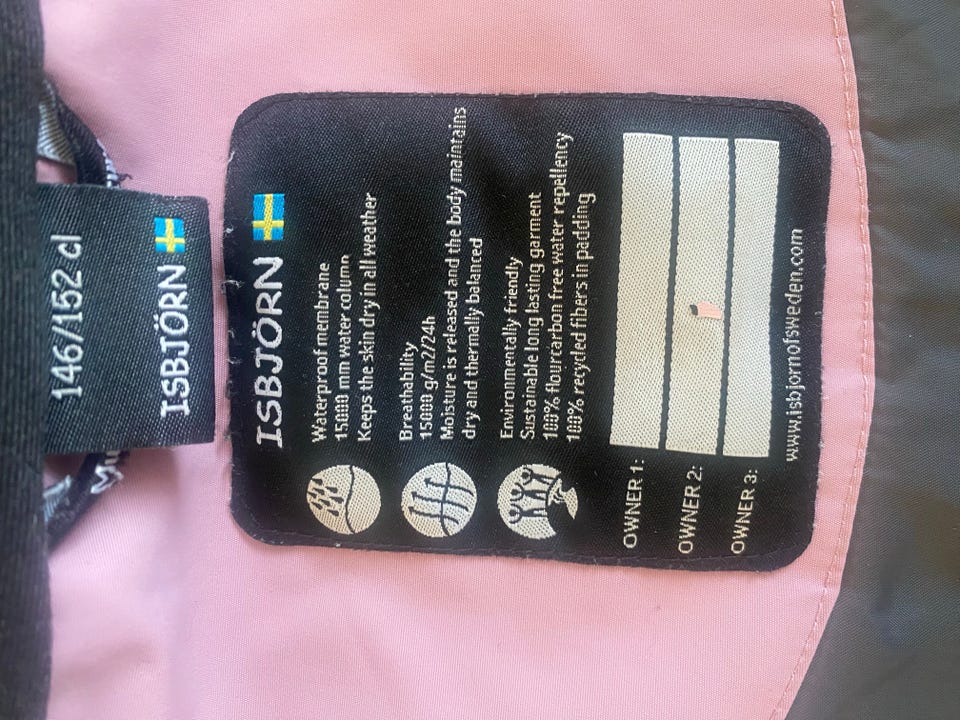 146/152 cl
ISBJÖRN
ISBJÖRN
Waterproof membrane
15000 mm water column
Keeps the skin dry in all weather
Breathability
15000 g/m2/24h
Moisture is released and the body maintains
dry and thermally balanced
Environmentally friendly
Sustainable long lasting garment
100% flourcarbon free water repellency
100% recycled fibers in padding
OWNER 1:
OWNER 2:
OWNER 3:
www.isbjornofsweden.com